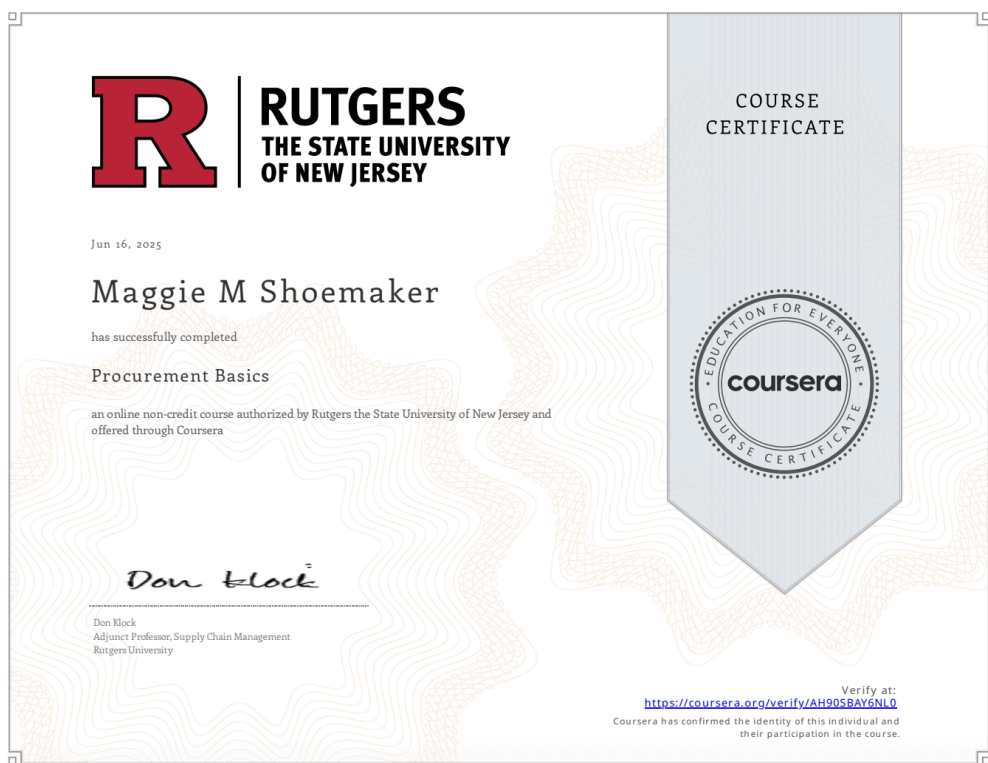 RUTGERS
THE STATE UNIVERSITY
OF NEW JERSEY
COURSE
CERTIFICATE
Jun 16, 2025
Maggie M Shoemaker
has successfully completed
Procurement Basics
an online non-credit course authorized by Rutgers the State University of New Jersey and
offered through Coursera
EDUCATION FOR EVERYONE
coursera
COURSE CERTIFICATE
Don Klock
Don Klock
Adjunct Professor, Supply Chain Management
Rutgers University
Verify at:
https://coursera.org/verify/AH90SBAY6NL0
Coursera has confirmed the identity of this individual and
their participation in the course.